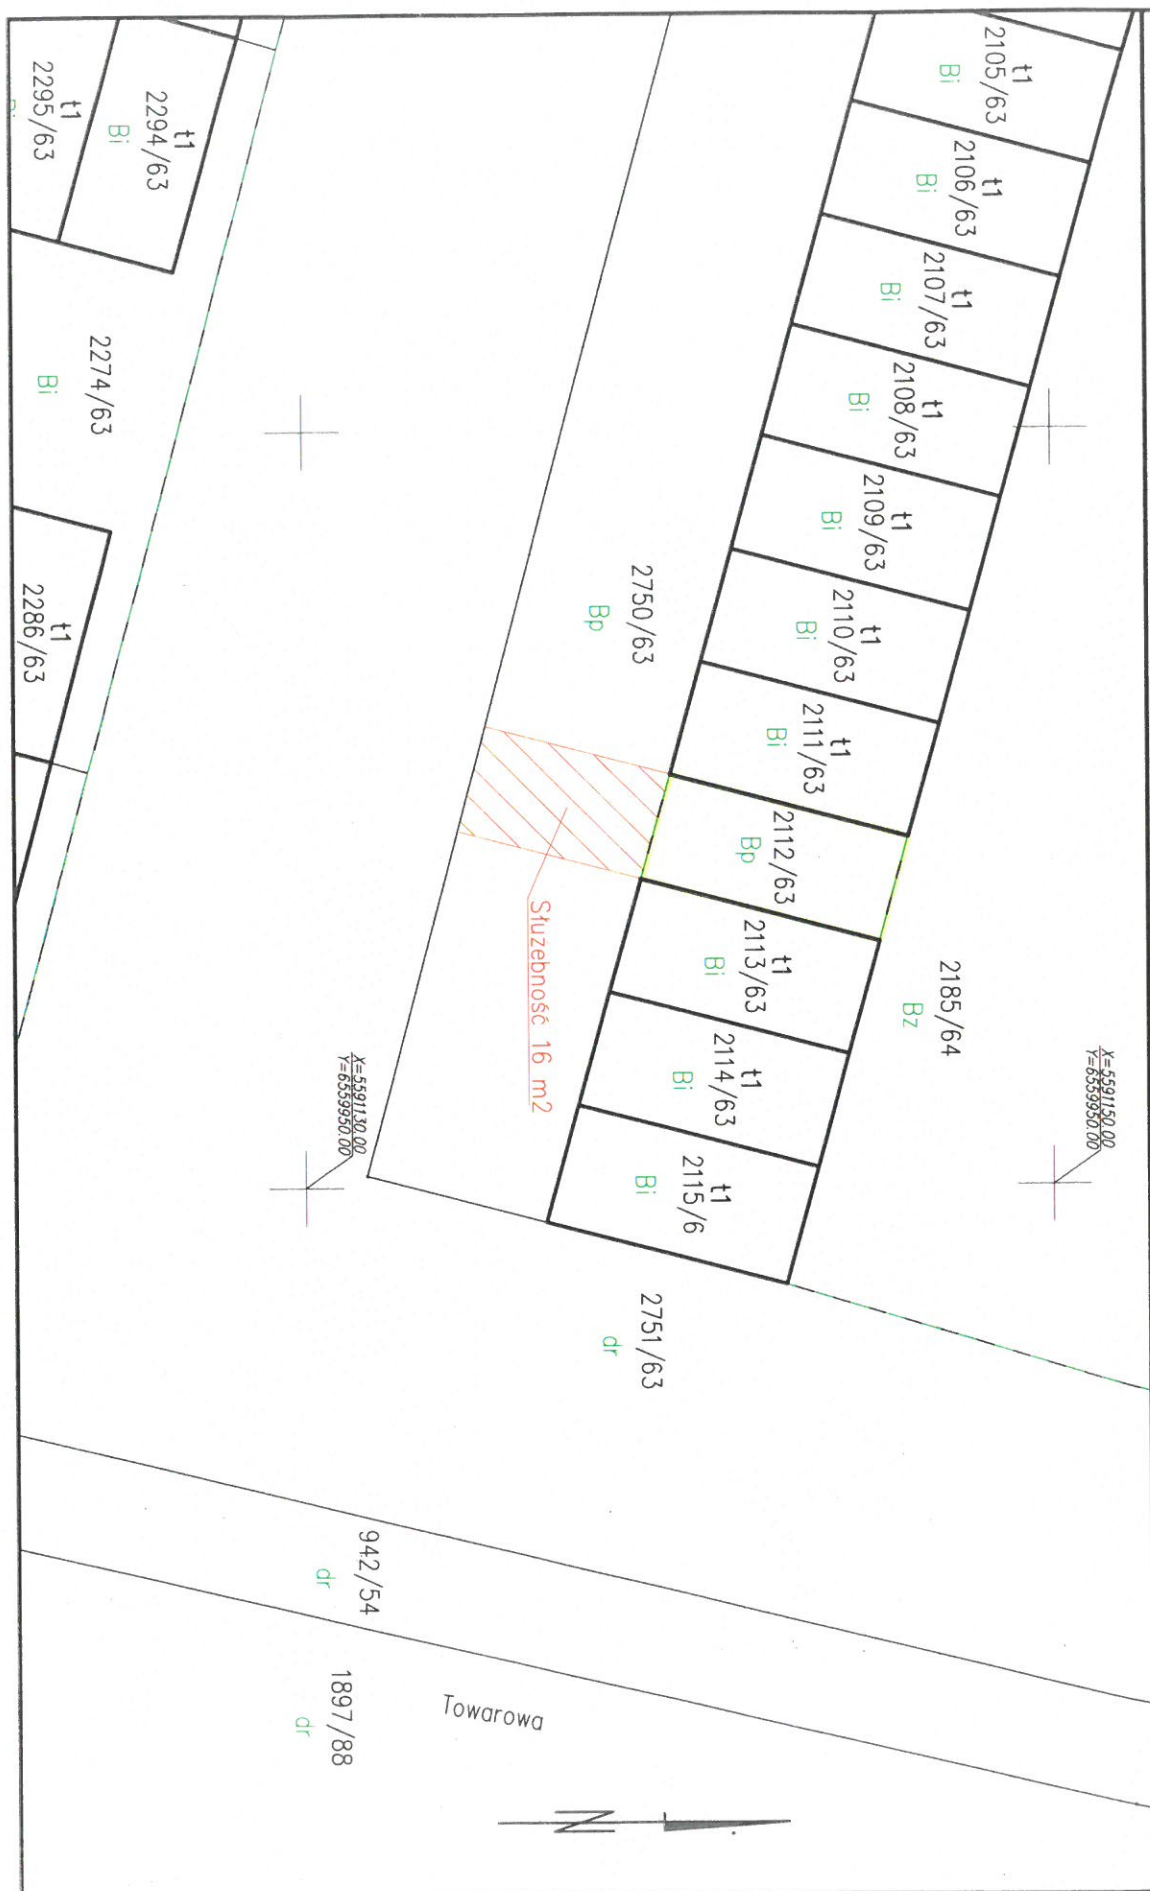 t1
2105/63
Bi
t1
2106/63
Bi
t1
2107/63
Bi
t1
2108/63
Bi
t1
2109/63
Bi
t1
2110/63
Bi
t1
2111/63
Bi
2112/63
Bp
t1
2113/63
Bi
t1
2114/63
Bi
t1
2115/6
Bi
2185/64
Bz
X=5591150.00
Y=6559950.00
t1
2294/63
Bi
t1
2295/63
2274/63
Bi
t1
2286/63
2750/63
Bp
Służebność 16 m2
X=5591130.00
Y=6559950.00
2751/63
dr
942/54
dr
1897/88
dr
Towarowa
N